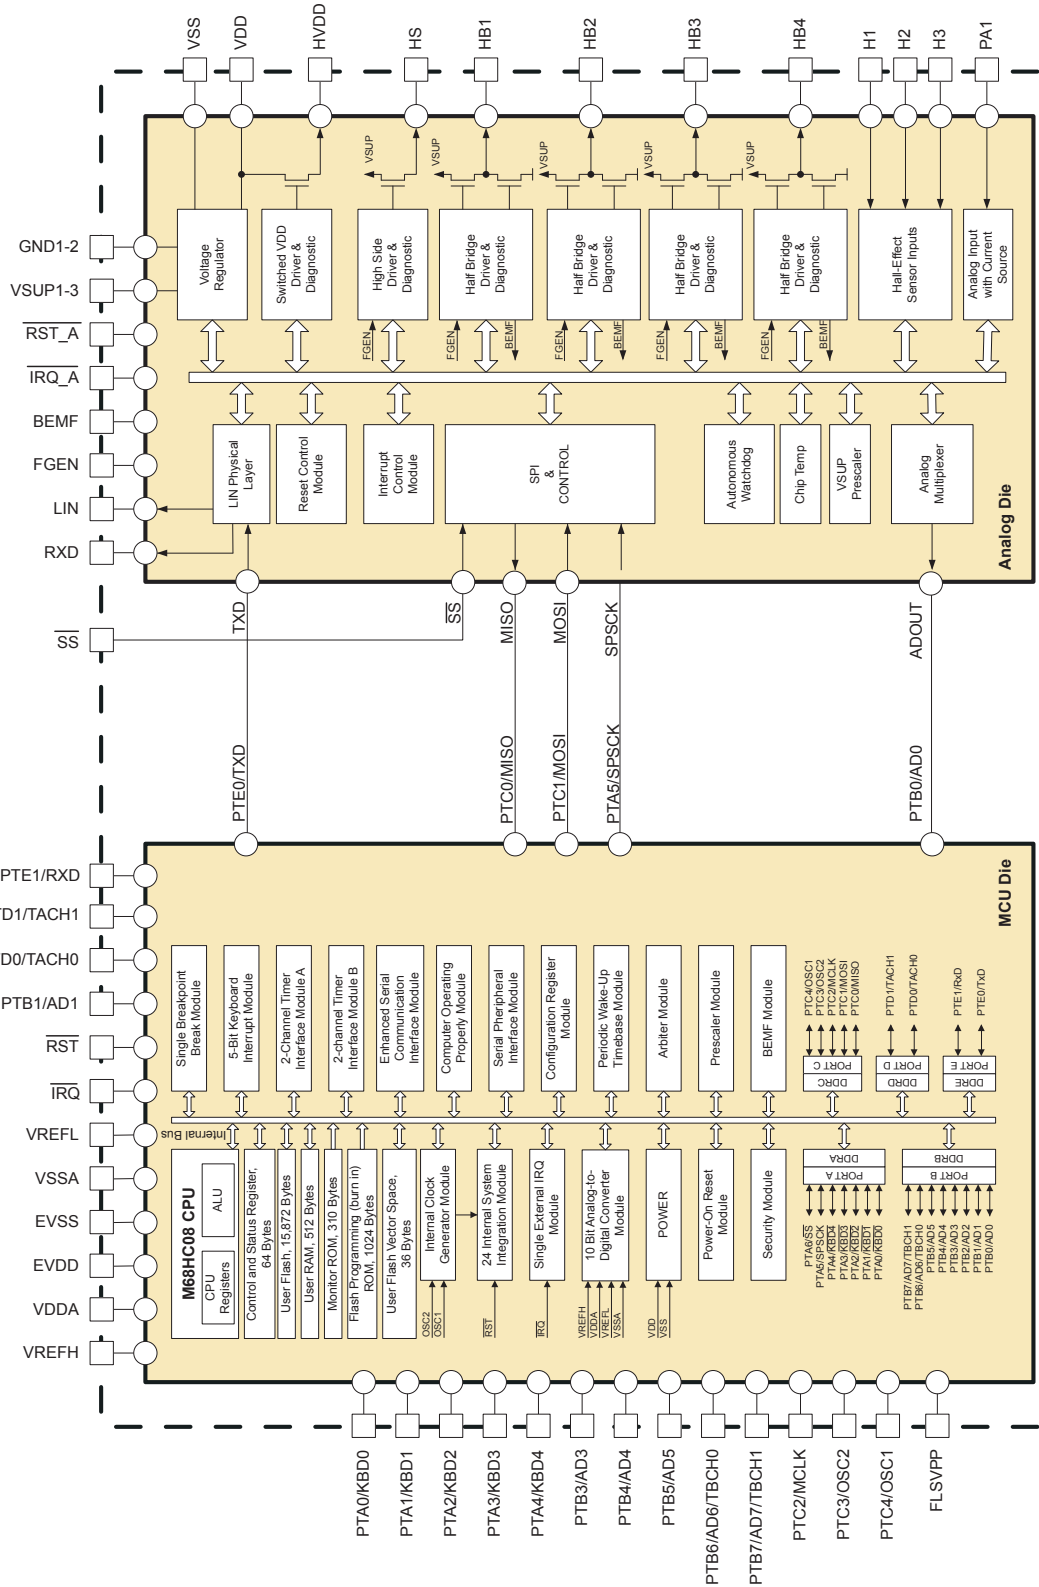 VSS
VDD
HVDD
HS
HB1
HB2
HB3
HB4
H1
H2
H3
PA1
GND1-2
VSUP1-3
RST_A
IRQ_A
BEMF
FGEN
LIN
RXD
SS
VSUP
VSUP
VSUP
VSUP
VSUP
Voltage
Regulator
Switched VDD
Driver &
Diagnostic
High Side
Driver &
Diagnostic
Half Bridge
Driver &
Diagnostic
Half Bridge
Driver &
Diagnostic
Half Bridge
Driver &
Diagnostic
Half Bridge
Driver &
Diagnostic
Hall-Effect
Sensor Inputs
Analog Input
with Current
Source
FGEN
FGEN
BEMF
FGEN
BEMF
FGEN
BEMF
FGEN
BEMF
LIN Physical
Layer
Reset Control
Module
Interrupt
Control
Module
SPI
&
CONTROL
Autonomous
Watchdog
Chip Temp
VSUP
Prescaler
Analog
Multiplexer
Analog Die
TXD
SS
MISO
MOSI
SPSCK
ADOUT
PTE0/TXD
PTC0/MISO
PTC1/MOSI
PTA5/SPSCK
PTB0/AD0
PTE1/RXD
TD1/TACH1
D0/TACH0
PTB1/AD1
RST
IRQ
VREFL
VSSA
EVSS
EVDD
VDDA
VREFH
MCU Die
Single Breakpoint
Break Module
5-Bit Keyboard
Interrupt Module
2-Channel Timer
Interface Module A
2-channel Timer
Interface Module B
Enhanced Serial
Communication
Interface Module
Computer Operating
Properly Module
Serial Pheripheral
Interface Module
Configuration Register
Module
Periodic Wake-Up
Timebase Module
Arbiter Module
Prescaler Module
BEMF Module
PTC4/OSC1
PTC3/OSC2
PTC2/MCLK
PTC1/MOSI
PTC0/MISO
PORT C
DDRC
PTD1/TACH1
PTD0/TACH0
PORT D
DDRD
PTE1/RxD
PTE0/TxD
PORT E
DDRE
Internal Bus
M68HC08 CPU
CPU
Registers
ALU
Control and Status Register,
64 Bytes
User Flash, 15,872 Bytes
User RAM, 512 Bytes
Monitor ROM, 310 Bytes
Flash Programming (burn in)
ROM, 1024 Bytes
User Flash Vector Space,
36 Bytes
Internal Clock
Generator Module
OSC2
OSC1
24 Internal System
Integration Module
RST
Single External IRQ
Module
IRQ
10 Bit Analog-to-
Digital Converter
Module
VREFH
VDDA
VREFL
VSSA
POWER
VDD
VSS
Power-On Reset
Module
Security Module
DDRA
PORT A
PTA6/SS
PTA5/SPSCK
PTA4/KBD4
PTA3/KBD3
PTA2/KBD2
PTA1/KBD1
PTA0/KBD0
DDRB
PORT B
PTB7/AD7/TBCH1
PTB6/AD6/TBCH0
PTB5/AD5
PTB4/AD4
PTB3/AD3
PTB2/AD2
PTB1/AD1
PTB0/AD0
PTA0/KBD0
PTA1/KBD1
PTA2/KBD2
PTA3/KBD3
PTA4/KBD4
PTB3/AD3
PTB4/AD4
PTB5/AD5
PTB6/AD6/TBCH0
PTB7/AD7/TBCH1
PTC2/MCLK
PTC3/OSC2
PTC4/OSC1
FLSVPP